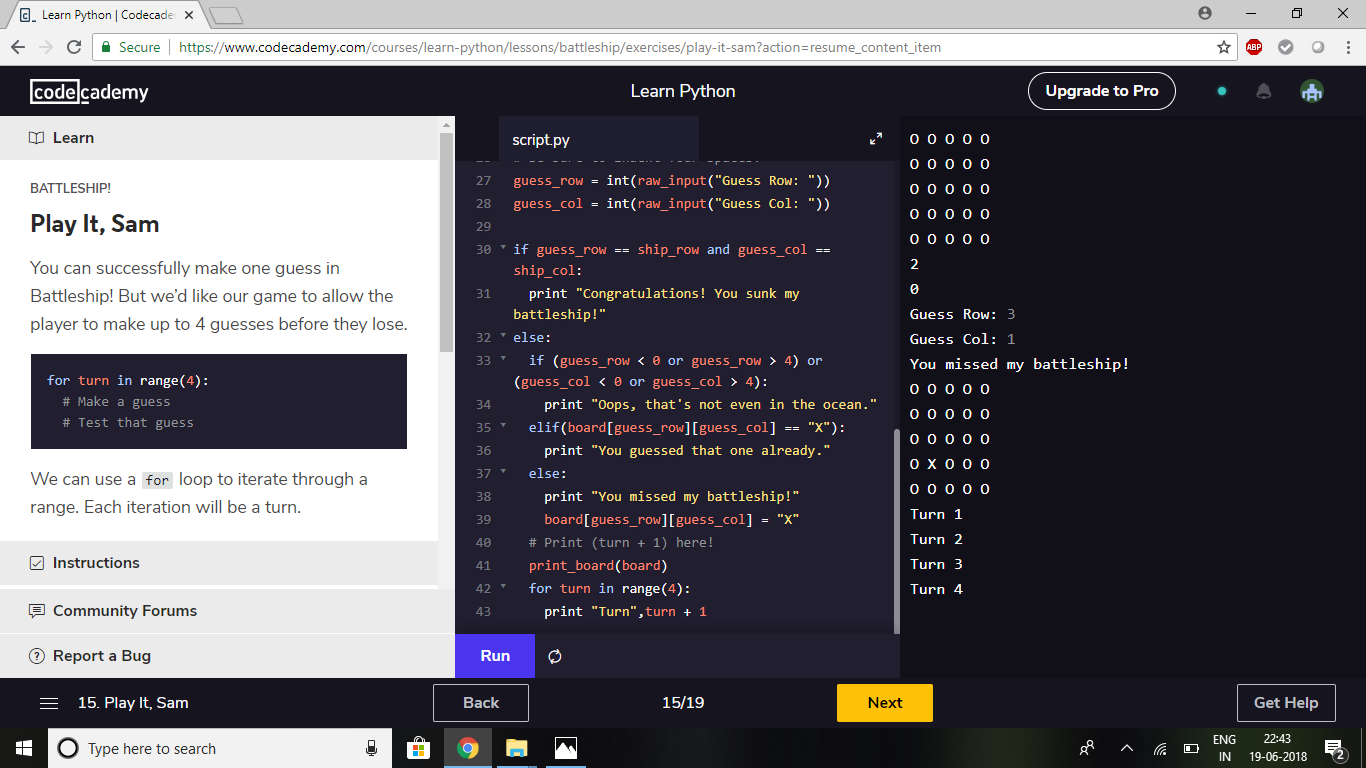 Learn Python | Codecade
Secure
https://www.codecademy.com/courses/learn-python/lessons/battleship/exercises/play-it-sam?action=resume_content_item
ABP
codecademy
Learn Python
Upgrade to Pro
Learn
BATTLESHIP!
Play It, Sam
You can successfully make one guess in
Battleship! But we’d like our game to allow the
player to make up to 4 guesses before they lose.
for turn in range(4):
# Make a guess
# Test that guess
We can use a for loop to iterate through a
range. Each iteration will be a turn.
Instructions
Community Forums
Report a Bug
script.py
27 guess_row = int(raw_input("Guess Row: "))
28 guess_col = int(raw_input("Guess Col: "))
29
30 if guess_row == ship_row and guess_col ==
ship_col:
31 print "Congratulations! You sunk my
battleship!"
32 else:
33 if (guess_row < 0 or guess_row > 4) or
(guess_col < 0 or guess_col > 4):
34 print "Oops, that's not even in the ocean."
35 elif(board[guess_row][guess_col] == "X"):
36 print "You guessed that one already."
37 else:
38 print "You missed my battleship!"
39 board[guess_row][guess_col] = "X"
40 # Print (turn + 1) here!
41 print_board(board)
42 for turn in range(4):
43 print "Turn",turn + 1
Run
O O O O O
O O O O O
O O O O O
O O O O O
O O O O O
2
0
Guess Row: 3
Guess Col: 1
You missed my battleship!
O O O O O
O O O O O
O O O O O
O X O O O
O O O O O
Turn 1
Turn 2
Turn 3
Turn 4
15. Play It, Sam
Back
15/19
Next
Get Help
Type here to search
ENG
IN
22:43
19-06-2018
2